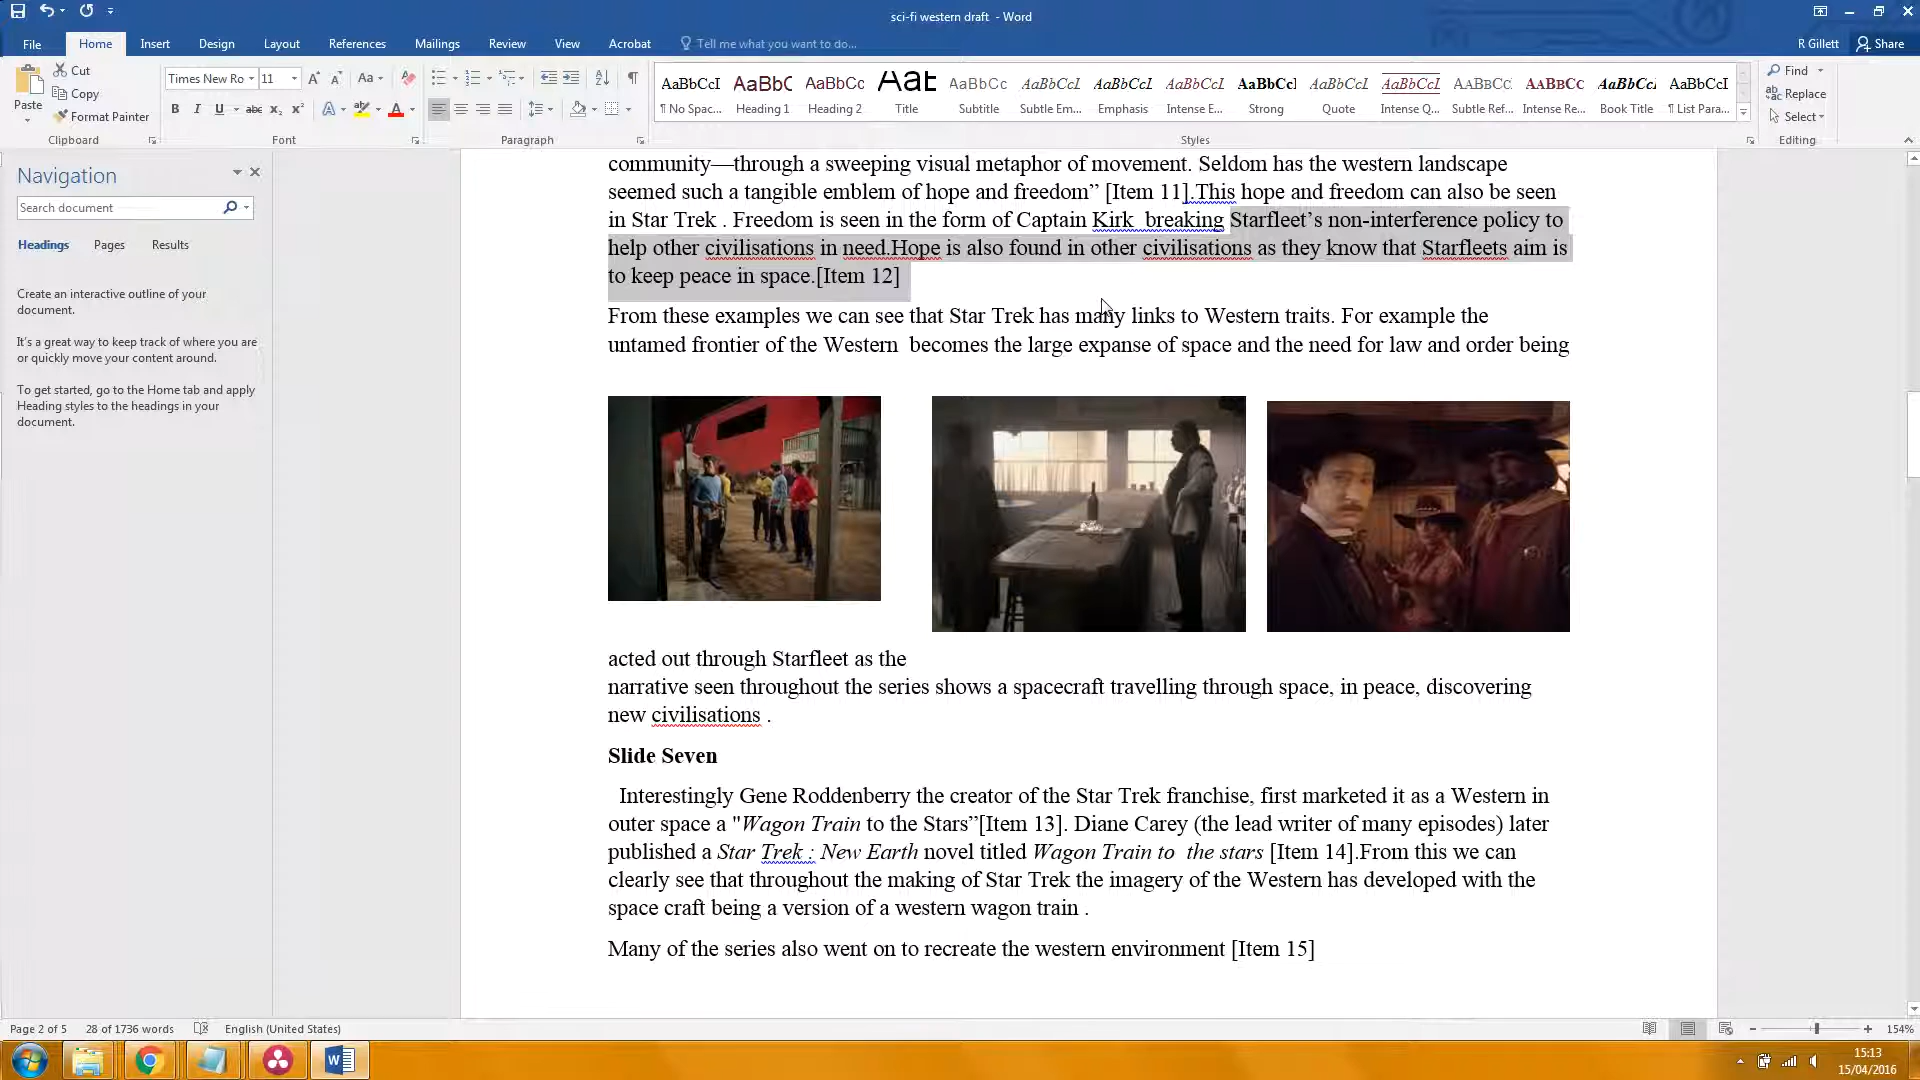 sci-fi western draft - Word
File Home Insert Design Layout References Mailings Review View Acrobat Tell me what you want to do... R Gillett Share
Paste Cut Copy Format Painter
Times New Ro 11 Aa
B I U abc x₂ x² A A
AaBbCcI AaBbC AaBbCc AaB AaBbCc AaBbCcI AaBbCcI AaBbCcI AaBbCcI AaBbCcI AaBbCcI AaBbCc AaBbCc AaBbCcI AaBbCcI
¶ No Spac... Heading 1 Heading 2 Title Subtitle Subtle Em... Emphasis Intense E... Strong Quote Intense Q... Subtle Ref... Intense Re... Book Title ¶ List Para...
Find Replace Select
Clipboard Font Paragraph Styles Editing
Navigation
Search document
Headings Pages Results
Create an interactive outline of your
document.
It's a great way to keep track of where you are
or quickly move your content around.
To get started, go to the Home tab and apply
Heading styles to the headings in your
document.
community—through a sweeping visual metaphor of movement. Seldom has the western landscape
seemed such a tangible emblem of hope and freedom” [Item 11].This hope and freedom can also be seen
in Star Trek . Freedom is seen in the form of Captain Kirk  breaking Starfleet’s non-interference policy to
help other civilisations in need.Hope is also found in other civilisations as they know that Starfleets aim is
to keep peace in space.[Item 12]
From these examples we can see that Star Trek has many links to Western traits. For example the
untamed frontier of the Western  becomes the large expanse of space and the need for law and order being
acted out through Starfleet as the
narrative seen throughout the series shows a spacecraft travelling through space, in peace, discovering
new civilisations .
Slide Seven
Interestingly Gene Roddenberry the creator of the Star Trek franchise, first marketed it as a Western in
outer space a "Wagon Train to the Stars”[Item 13]. Diane Carey (the lead writer of many episodes) later
published a Star Trek : New Earth novel titled Wagon Train to  the stars [Item 14].From this we can
clearly see that throughout the making of Star Trek the imagery of the Western has developed with the
space craft being a version of a western wagon train .
Many of the series also went on to recreate the western environment [Item 15]
Page 2 of 5 28 of 1736 words English (United States) 154%
15:13
15/04/2016